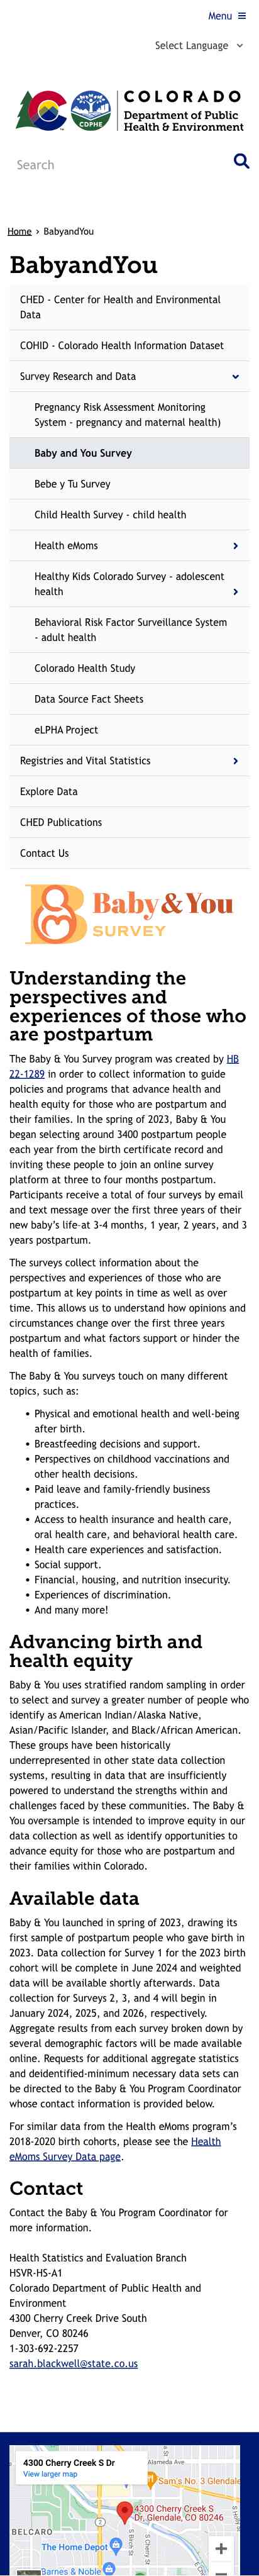 Menu
Select Language
COLORADO
Department of Public
Health & Environment
CDPHE
Search
Home › BabyandYou
BabyandYou
CHED - Center for Health and Environmental
Data
COHID - Colorado Health Information Dataset
Survey Research and Data
Pregnancy Risk Assessment Monitoring
System - pregnancy and maternal health)
Baby and You Survey
Bebe y Tu Survey
Child Health Survey - child health
Health eMoms
Healthy Kids Colorado Survey - adolescent
health
Behavioral Risk Factor Surveillance System
- adult health
Colorado Health Study
Data Source Fact Sheets
eLPHA Project
Registries and Vital Statistics
Explore Data
CHED Publications
Contact Us
Baby & You
SURVEY
Understanding the
perspectives and
experiences of those who
are postpartum
The Baby & You Survey program was created by HB
22-1289 in order to collect information to guide
policies and programs that advance health and
health equity for those who are postpartum and
their families. In the spring of 2023, Baby & You
began selecting around 3400 postpartum people
each year from the birth certificate record and
inviting these people to join an online survey
platform at three to four months postpartum.
Participants receive a total of four surveys by email
and text message over the first three years of their
new baby's life–at 3-4 months, 1 year, 2 years, and 3
years postpartum.
The surveys collect information about the
perspectives and experiences of those who are
postpartum at key points in time as well as over
time. This allows us to understand how opinions and
circumstances change over the first three years
postpartum and what factors support or hinder the
health of families.
The Baby & You surveys touch on many different
topics, such as:
• Physical and emotional health and well-being
after birth.
• Breastfeeding decisions and support.
• Perspectives on childhood vaccinations and
other health decisions.
• Paid leave and family-friendly business
practices.
• Access to health insurance and health care,
oral health care, and behavioral health care.
• Health care experiences and satisfaction.
• Social support.
• Financial, housing, and nutrition insecurity.
• Experiences of discrimination.
• And many more!
Advancing birth and
health equity
Baby & You uses stratified random sampling in order
to select and survey a greater number of people who
identify as American Indian/Alaska Native,
Asian/Pacific Islander, and Black/African American.
These groups have been historically
underrepresented in other state data collection
systems, resulting in data that are insufficiently
powered to understand the strengths within and
challenges faced by these communities. The Baby &
You oversample is intended to improve equity in our
data collection as well as identify opportunities to
advance equity for those who are postpartum and
their families within Colorado.
Available data
Baby & You launched in spring of 2023, drawing its
first sample of postpartum people who gave birth in
2023. Data collection for Survey 1 for the 2023 birth
cohort will be complete in June 2024 and weighted
data will be available shortly afterwards. Data
collection for Surveys 2, 3, and 4 will begin in
January 2024, 2025, and 2026, respectively.
Aggregate results from each survey broken down by
several demographic factors will be made available
online. Requests for additional aggregate statistics
and deidentified-minimum necessary data sets can
be directed to the Baby & You Program Coordinator
whose contact information is provided below.
For similar data from the Health eMoms program's
2018-2020 birth cohorts, please see the Health
eMoms Survey Data page.
Contact
Contact the Baby & You Program Coordinator for
more information.
Health Statistics and Evaluation Branch
HSVR-HS-A1
Colorado Department of Public Health and
Environment
4300 Cherry Creek Drive South
Denver, CO 80246
1-303-692-2257
sarah.blackwell@state.co.us
4300 Cherry Creek S Dr
View larger map
Alameda Ave
Sam's No. 3 Glendale
4300 Cherry Creek S
Dr, Glendale, CO 80246
2
BELCARO
The Home Depot
S Birch St
S Cherry St
Barnes & Noble